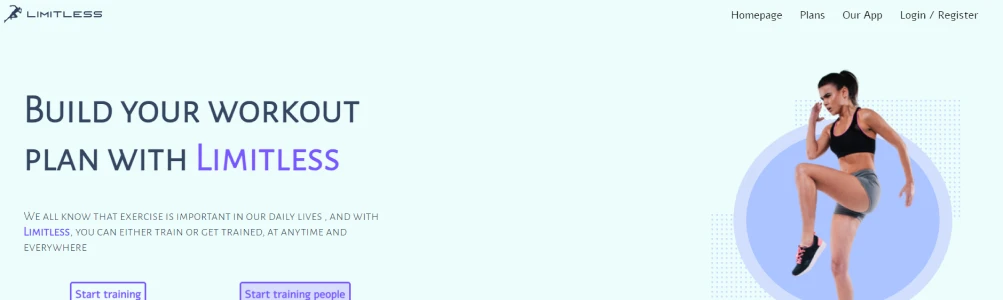 LIMITLESS
Homepage Plans Our App Login / Register
Build your workout
plan with Limitless
We all know that exercise is important in our daily lives , and with
Limitless, you can either train or get trained, at anytime and
everywhere
Start training Start training people